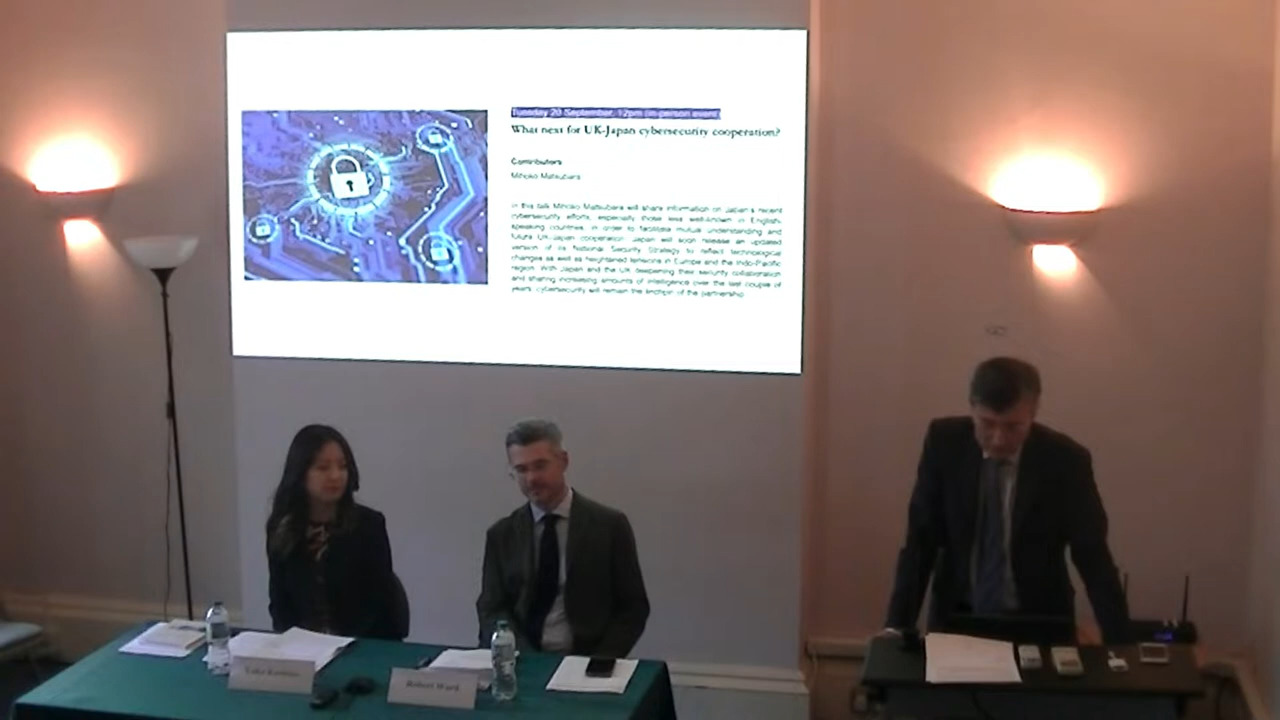 Tuesday 20 September, 12pm (in-person event)
What next for UK-Japan cybersecurity cooperation?
Contributors
Mihoko Matsubara
In this talk Mihoko Matsubara will share information on Japan's recent
cybersecurity efforts, especially those less well-known in English-
speaking countries, in order to facilitate mutual understanding and
future UK-Japan cooperation. Japan will soon release an updated
version of its National Security Strategy to reflect technological
changes as well as heightened tensions in Europe and the Indo-Pacific
region. With Japan and the UK deepening their security collaboration
and sharing increasing amounts of intelligence over the last couple of
years, cybersecurity will remain the linchpin of the partnership.
Robert Ward